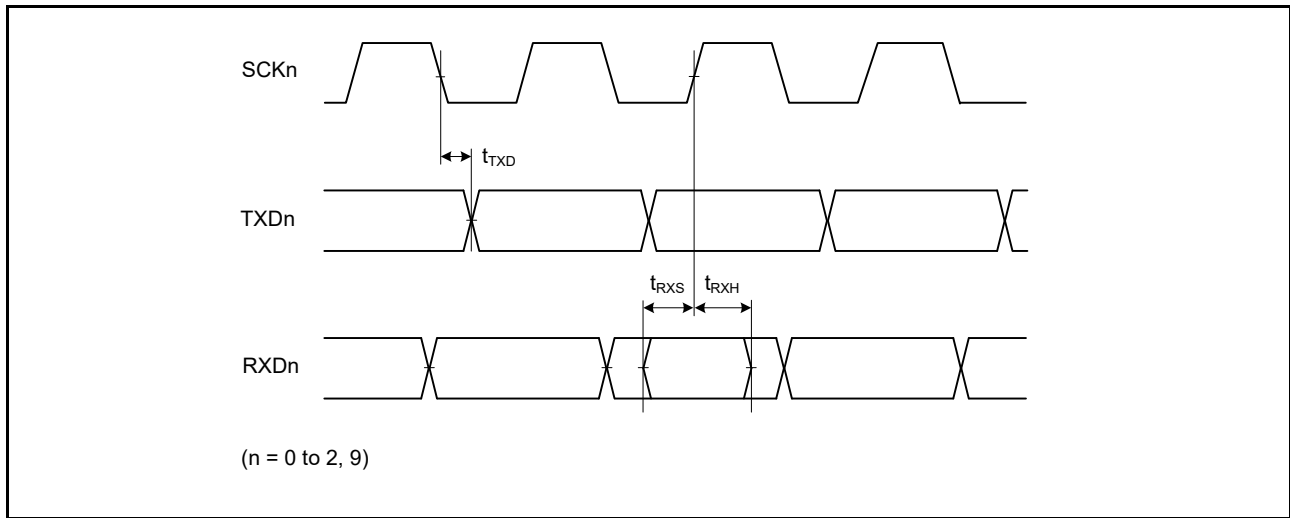 SCKn
tTXD
TXDn
tRXS tRXH
RXDn
(n = 0 to 2, 9)